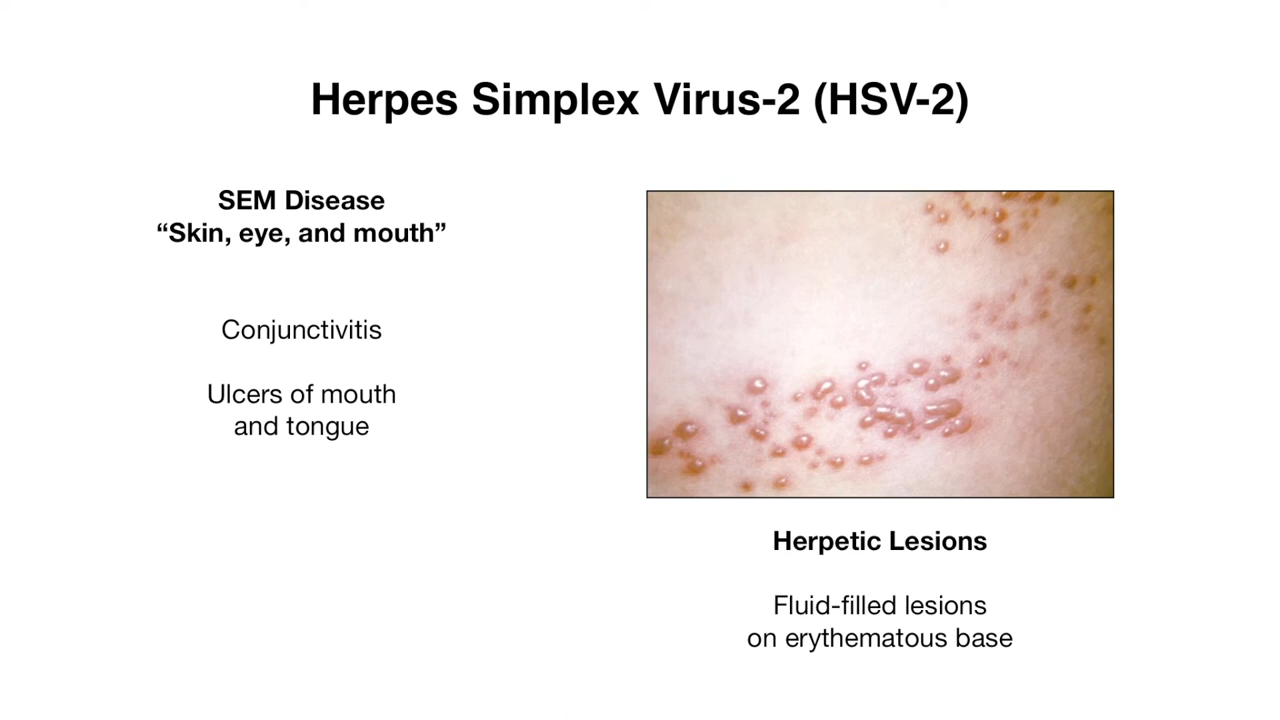 Herpes Simplex Virus-2 (HSV-2)
SEM Disease
“Skin, eye, and mouth”
Conjunctivitis
Ulcers of mouth
and tongue
Herpetic Lesions
Fluid-filled lesions
on erythematous base